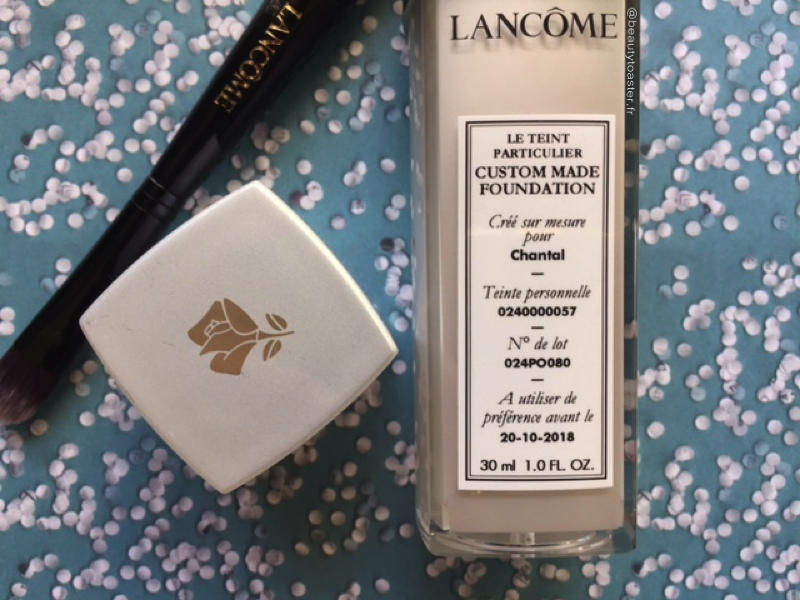 LANCÔME
LANCÔME
@beautytoaster.fr
LE TEINT
PARTICULIER
CUSTOM MADE
FOUNDATION
Créé sur mesure
pour
Chantal
Teinte personnelle
0240000057
N° de lot
024PO080
A utiliser de
préférence avant le
20-10-2018
30 ml 1.0 FL. OZ.